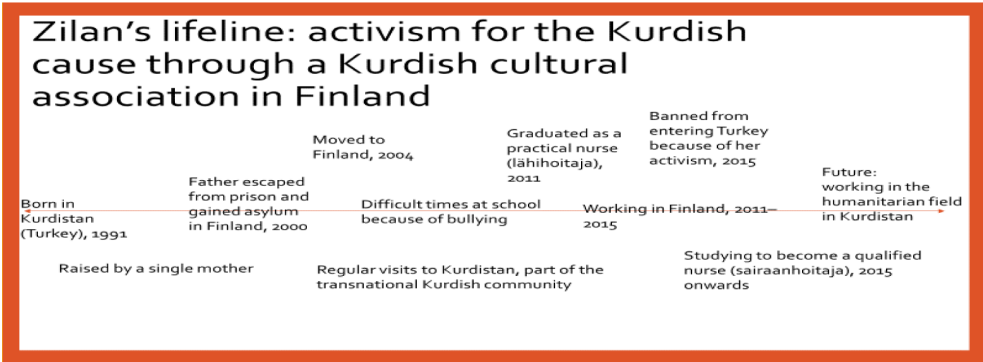 Zilan’s lifeline: activism for the Kurdish
cause through a Kurdish cultural
association in Finland
Born in
Kurdistan
(Turkey), 1991
Raised by a single mother
Father escaped
from prison and
gained asylum
in Finland, 2000
Moved to
Finland, 2004
Difficult times at school
because of bullying
Regular visits to Kurdistan, part of the
transnational Kurdish community
Graduated as a
practical nurse
(lähihoitaja),
2011
Working in Finland, 2011–
2015
Banned from
entering Turkey
because of her
activism, 2015
Studying to become a qualified
nurse (sairaanhoitaja), 2015
onwards
Future:
working in the
humanitarian field
in Kurdistan